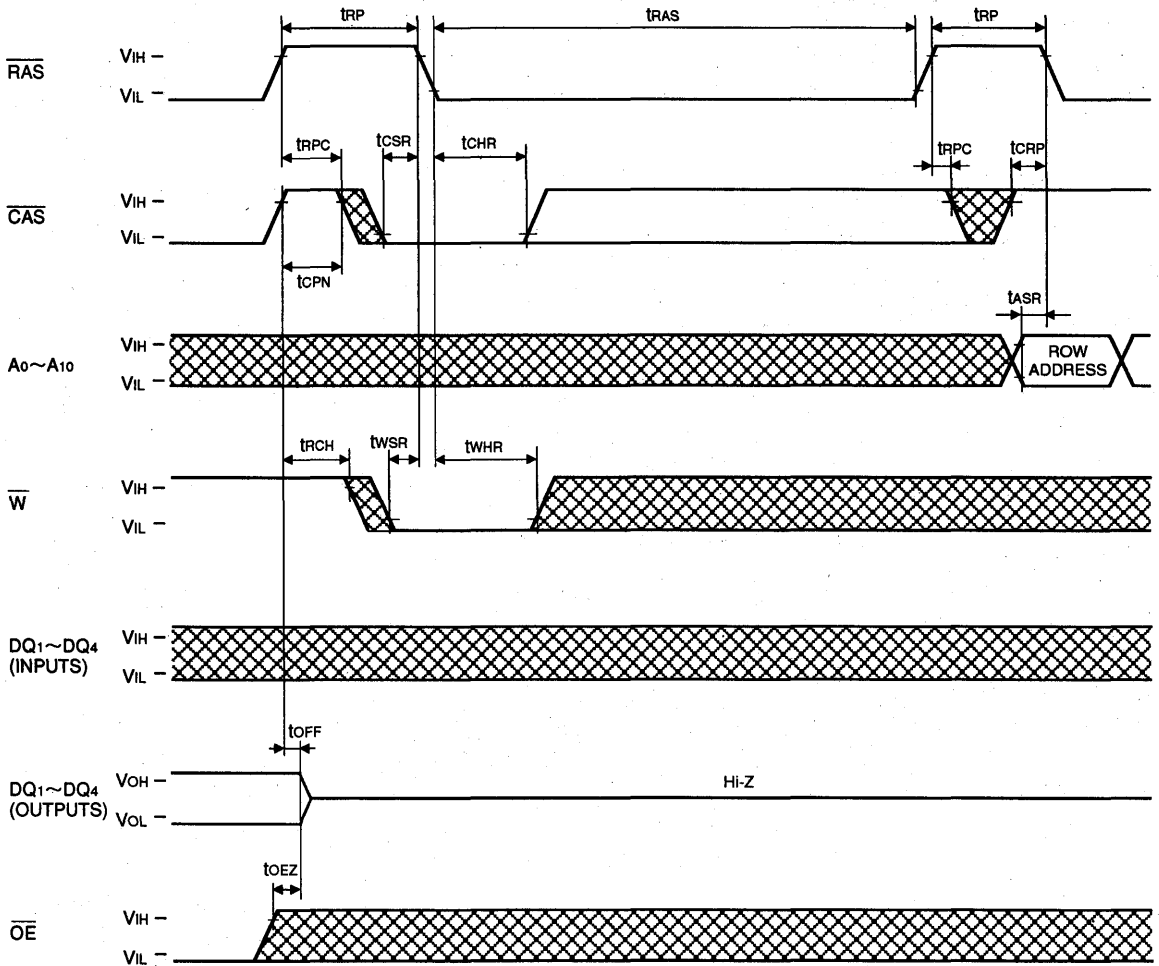 tRP tRAS tRP
RAS VIH
VIL
tRPC tCSR tCHR tRPC tCRP
CAS VIH
VIL
tCPN
tASR
A0~A10 VIH
VIL
ROW
ADDRESS
tRCH tWSR tWHR
W VIH
VIL
DQ1~DQ4
(INPUTS)
VIH
VIL
tOFF
DQ1~DQ4
(OUTPUTS)
VOH
VOL
Hi-Z
tOEZ
OE VIH
VIL